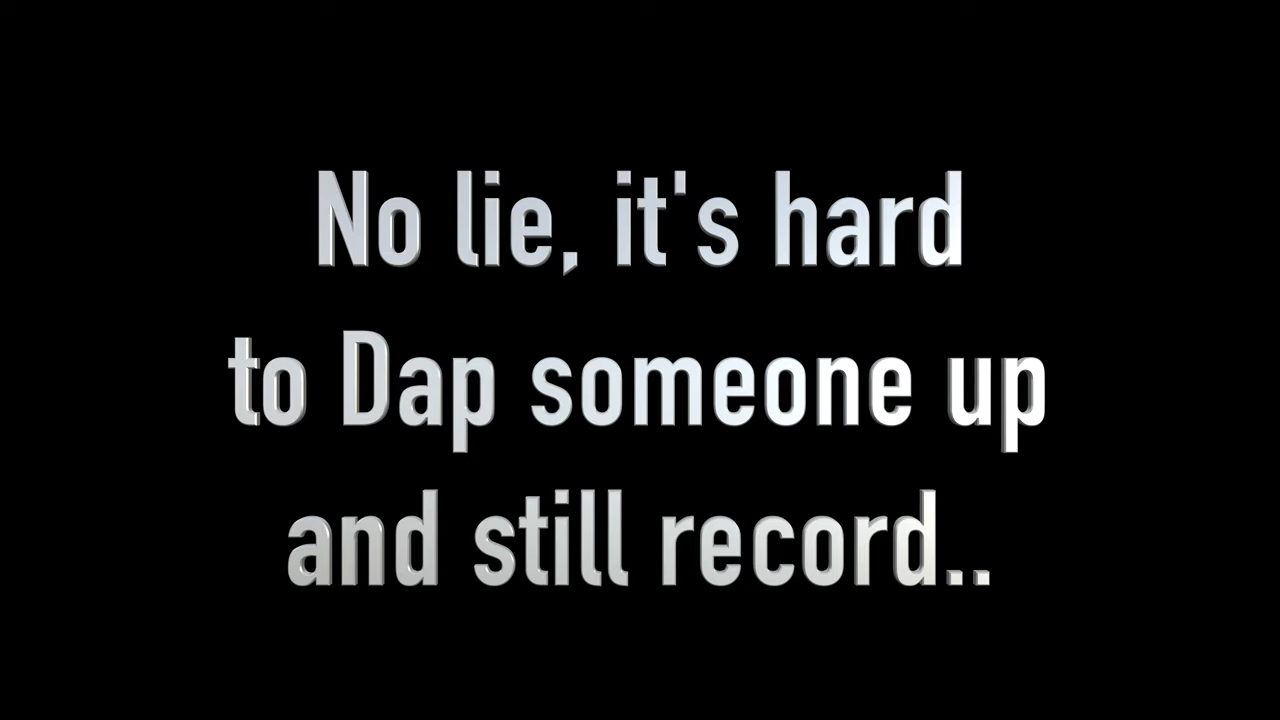 No lie, it's hard
to Dap someone up
and still record..